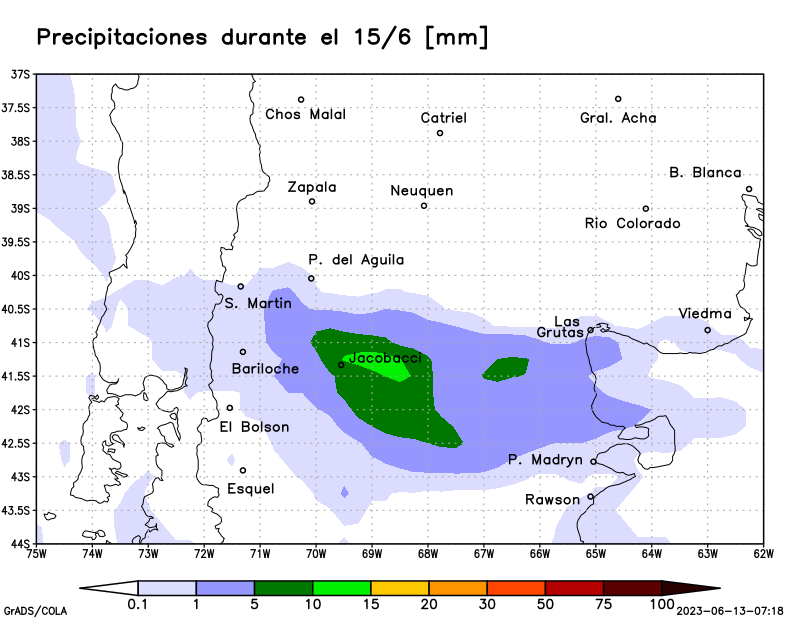 Precipitaciones durante el 15/6 [mm]
37S
37.5S
Chos Malal
Catriel
Gral. Acha
38S
38.5S
B. Blanca
Zapala
Neuquen
39S
Rio Colorado
39.5S
P. del Aguila
40S
S. Martin
40.5S
Viedma
Las
Grutas
41S
Jacobacci
Bariloche
41.5S
42S
El Bolson
42.5S
P. Madryn
43S
Esquel
Rawson
43.5S
44S
75W 74W 73W 72W 71W 70W 69W 68W 67W 66W 65W 64W 63W 62W
0.1 1 5 10 15 20 30 50 75 100
GrADS/COLA
2023-06-13-07:18